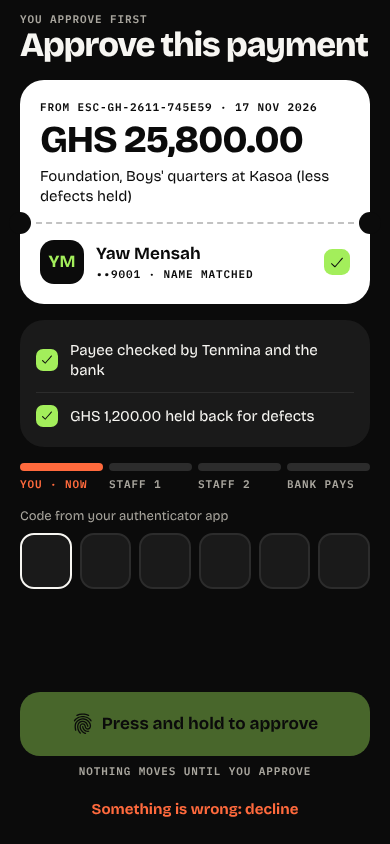 YOU APPROVE FIRST
Approve this payment
FROM ESC-GH-2611-745E59 · 17 NOV 2026
GHS 25,800.00
Foundation, Boys' quarters at Kasoa (less
defects held)
YM
Yaw Mensah
••9001 · NAME MATCHED
Payee checked by Tenmina and the
bank
GHS 1,200.00 held back for defects
YOU · NOW
STAFF 1
STAFF 2
BANK PAYS
Code from your authenticator app
Press and hold to approve
NOTHING MOVES UNTIL YOU APPROVE
Something is wrong: decline